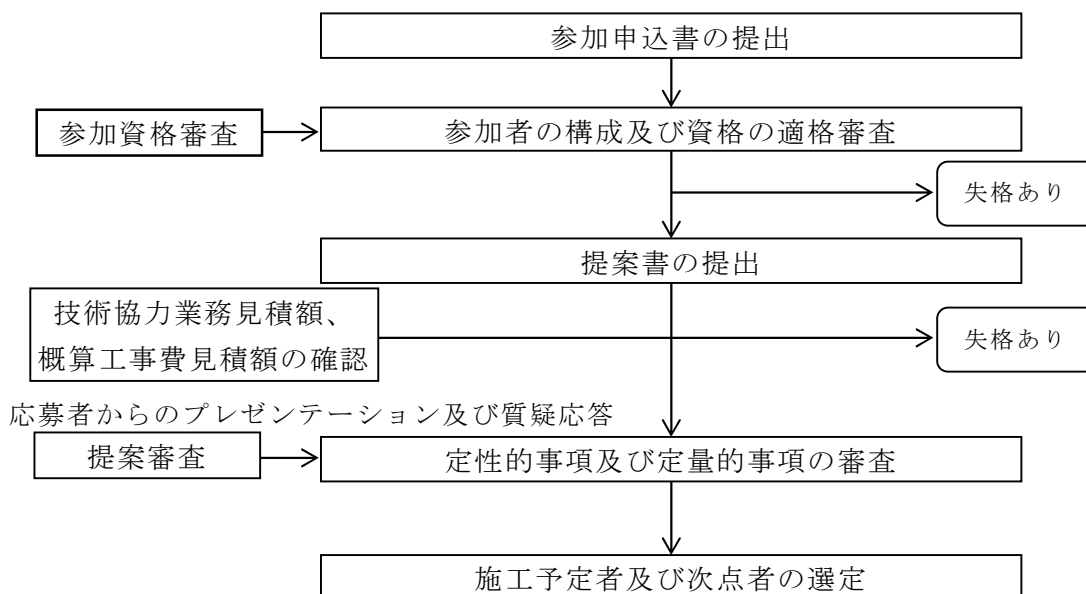 参加申込書の提出
参加資格審査
参加者の構成及び資格の適格審査
失格あり
提案書の提出
技術協力業務見積額、
概算工事費見積額の確認
失格あり
応募者からのプレゼンテーション及び質疑応答
提案審査
定性的事項及び定量的事項の審査
施工予定者及び次点者の選定